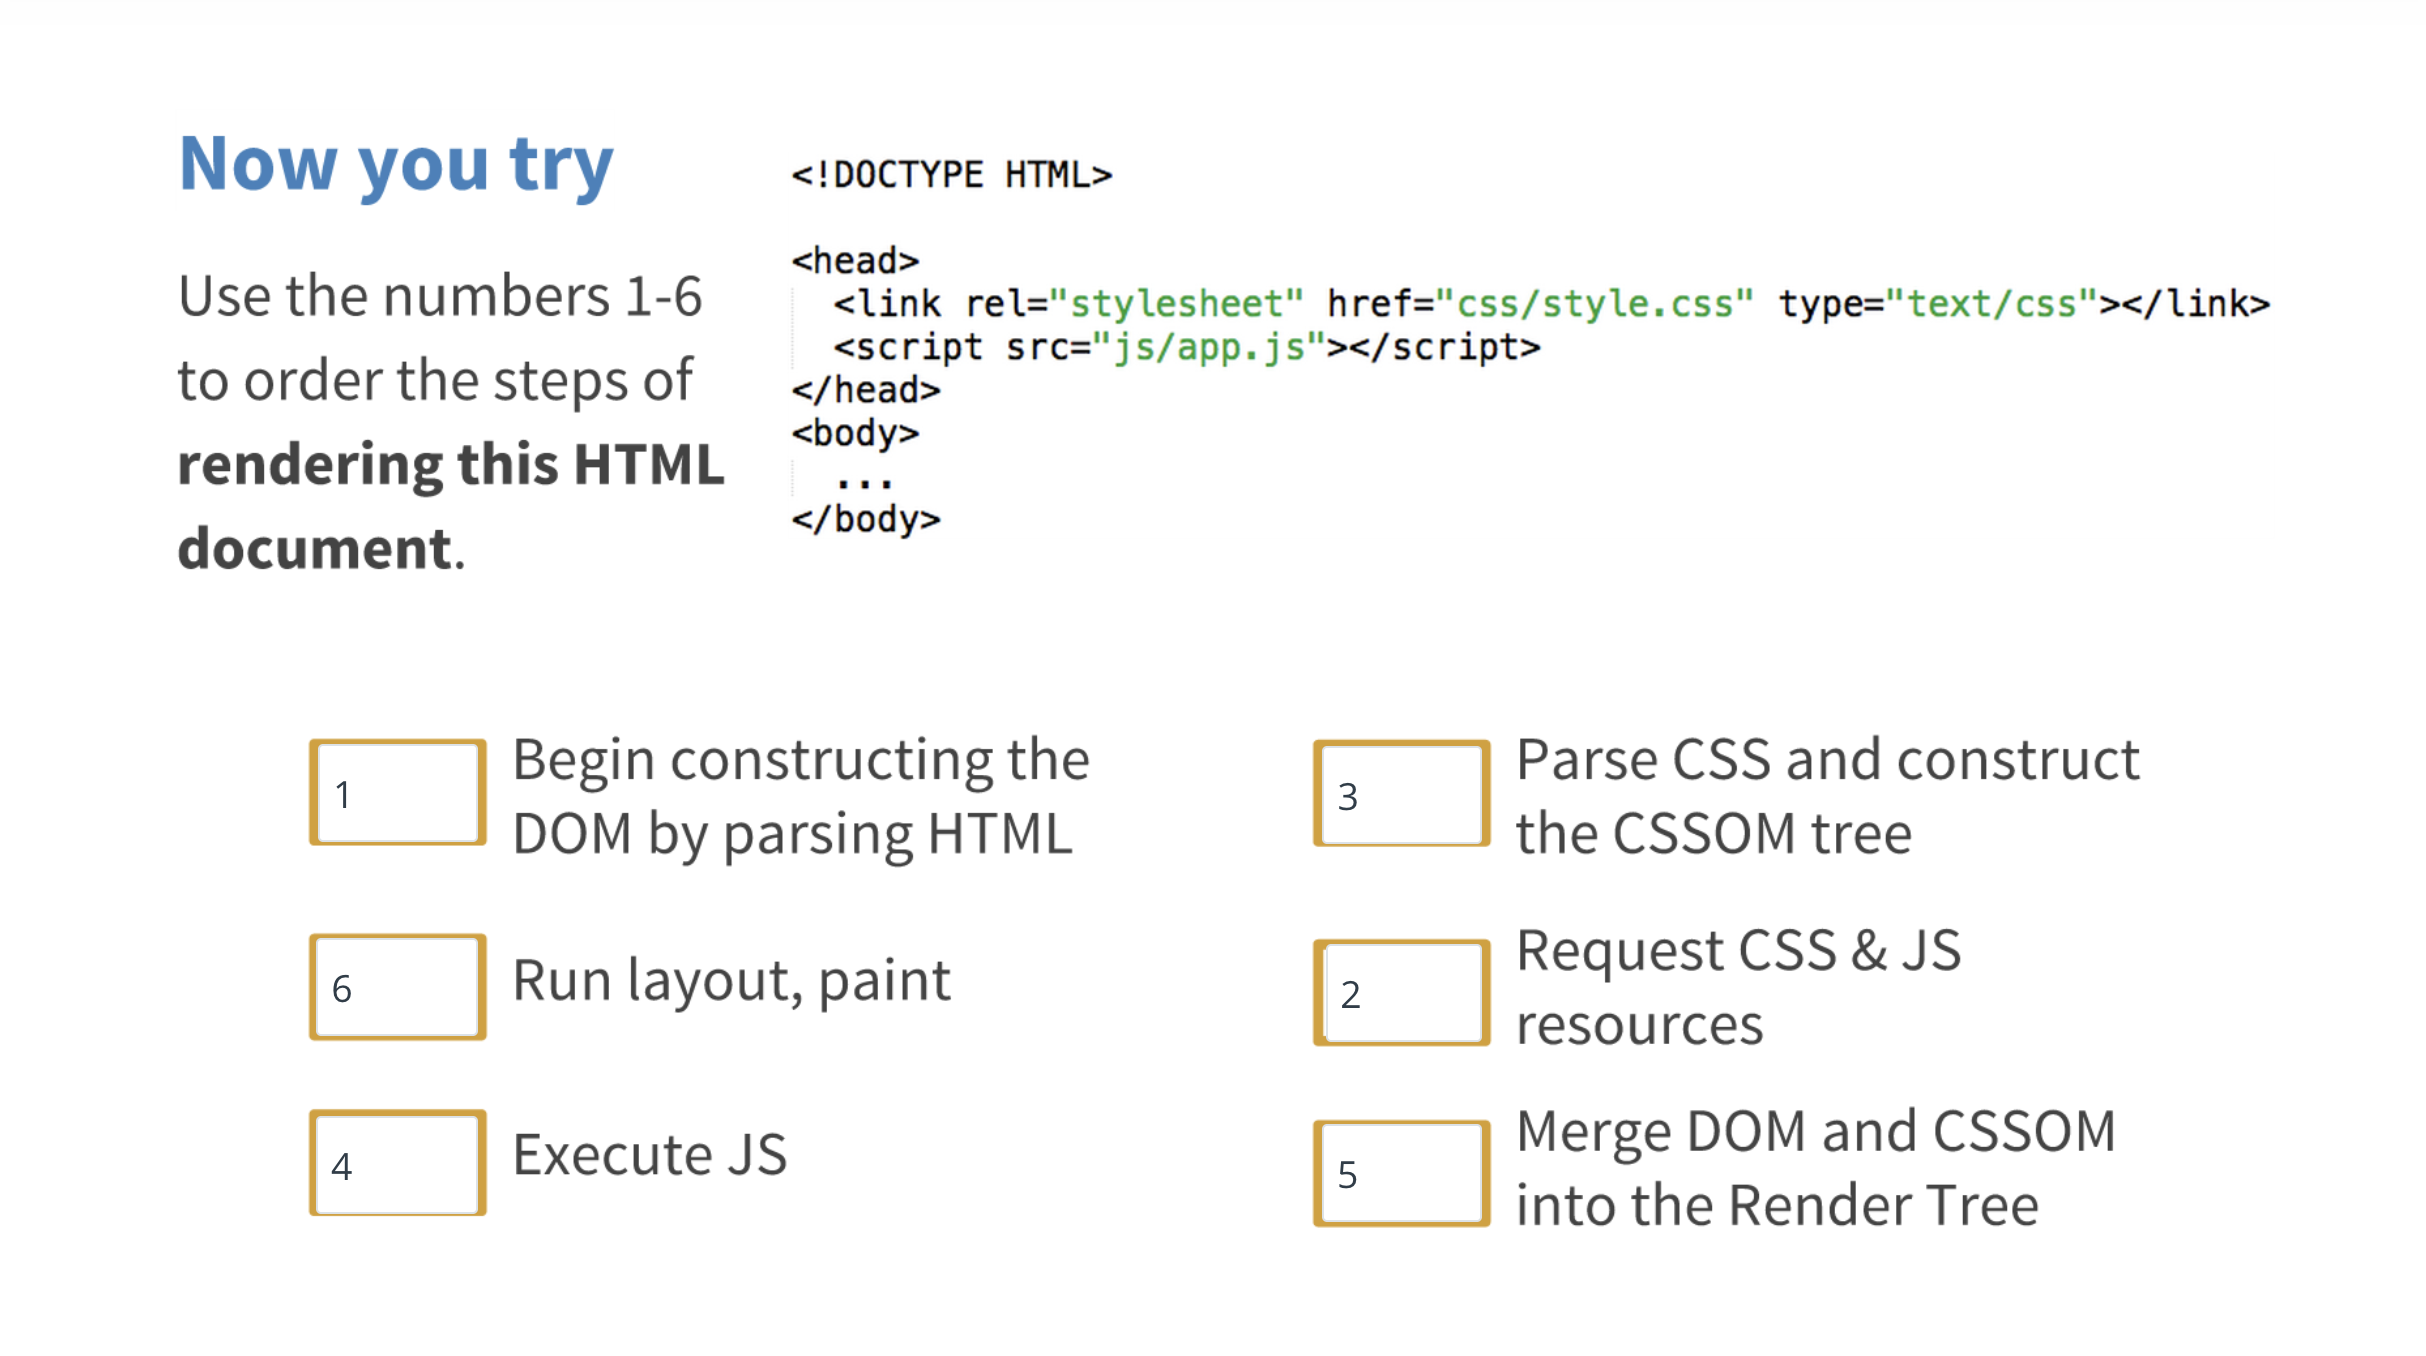 Now you try
Use the numbers 1-6
to order the steps of
rendering this HTML
document.
<!DOCTYPE HTML>
<head>
<link rel="stylesheet" href="css/style.css" type="text/css"></link>
<script src="js/app.js"></script>
</head>
<body>
...
</body>
1
Begin constructing the
DOM by parsing HTML
6
Run layout, paint
4
Execute JS
3
Parse CSS and construct
the CSSOM tree
2
Request CSS & JS
resources
5
Merge DOM and CSSOM
into the Render Tree